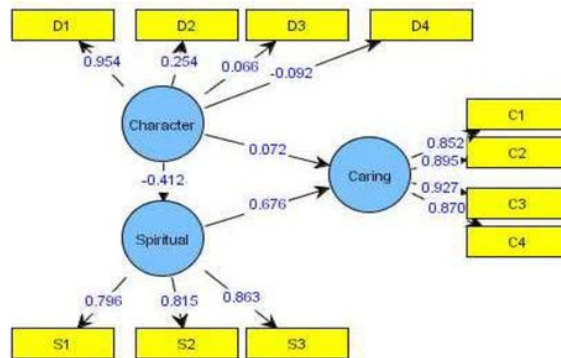 D1 D2 D3 D4
0.954 0.254 0.066 -0.092
Character
0.072
-0.412
Caring
0.852 C1
0.895 C2
0.927 C3
0.870 C4
0.676
Spiritual
0.796 0.815 0.863
S1 S2 S3